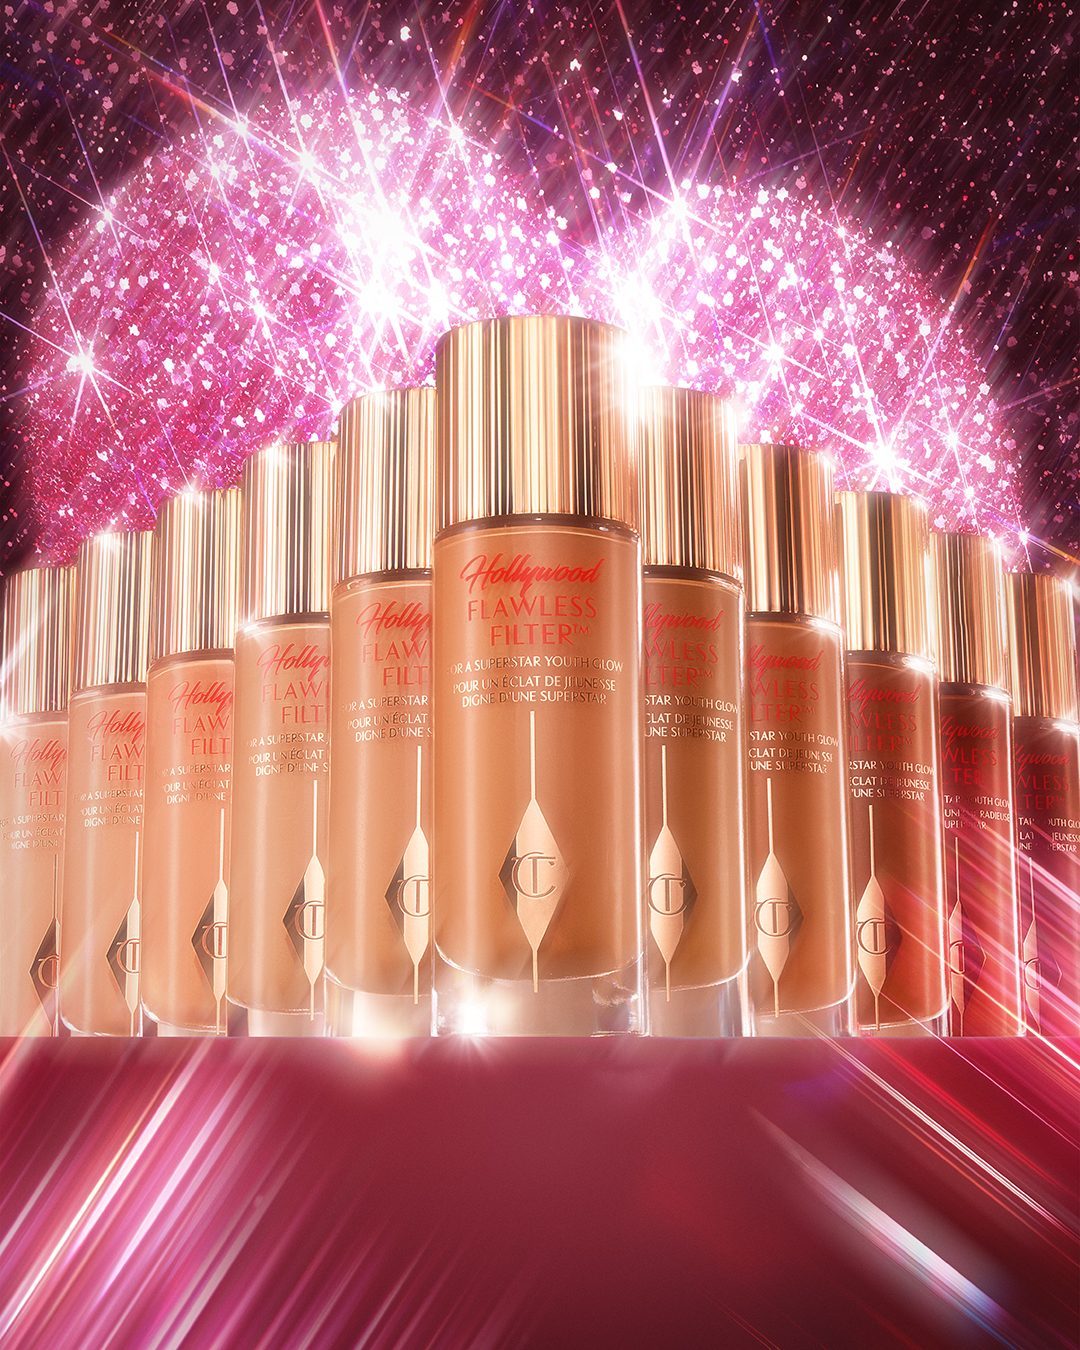 Hollywood
FLAWLESS
FILTER™
FOR A SUPERSTAR YOUTH GLOW
POUR UN ÉCLAT DE JEUNESSE
DIGNE D'UNE SUPERSTAR
CT